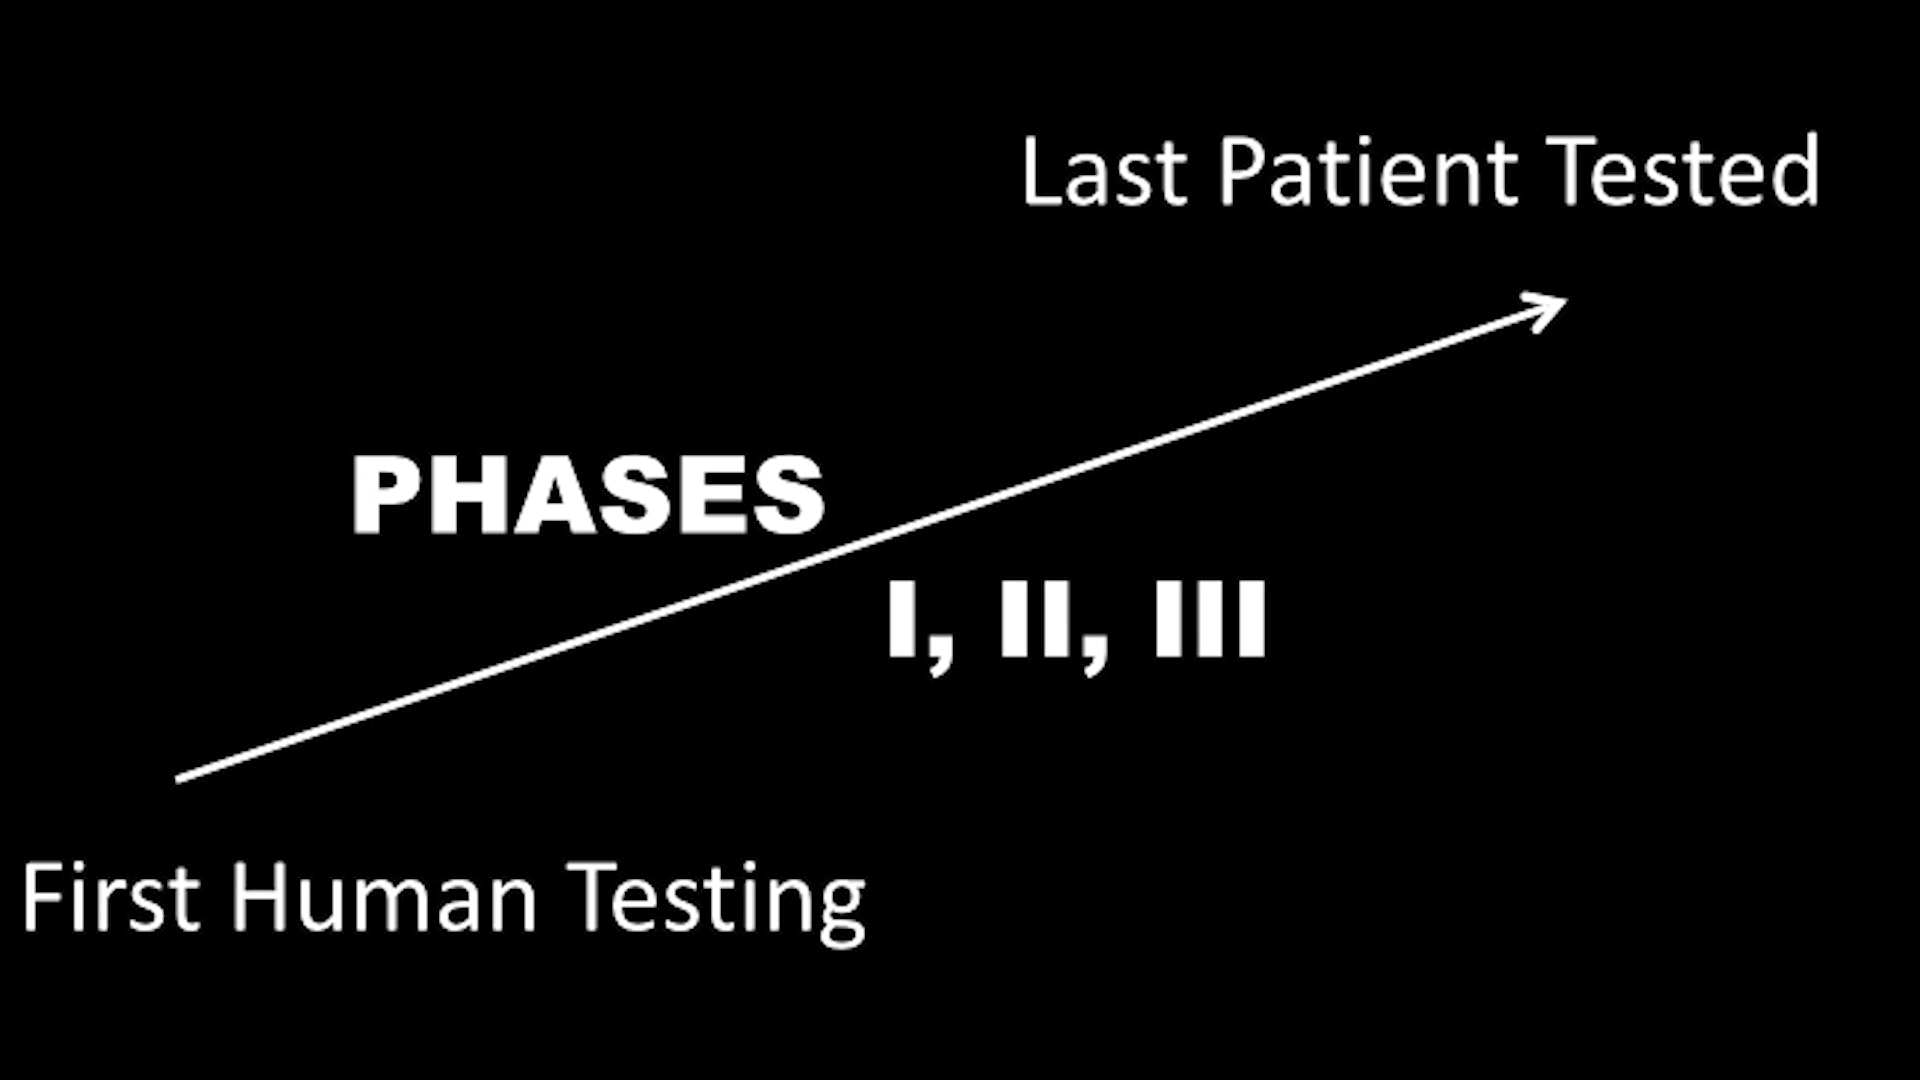 Last Patient Tested
PHASES
I, II, III
First Human Testing